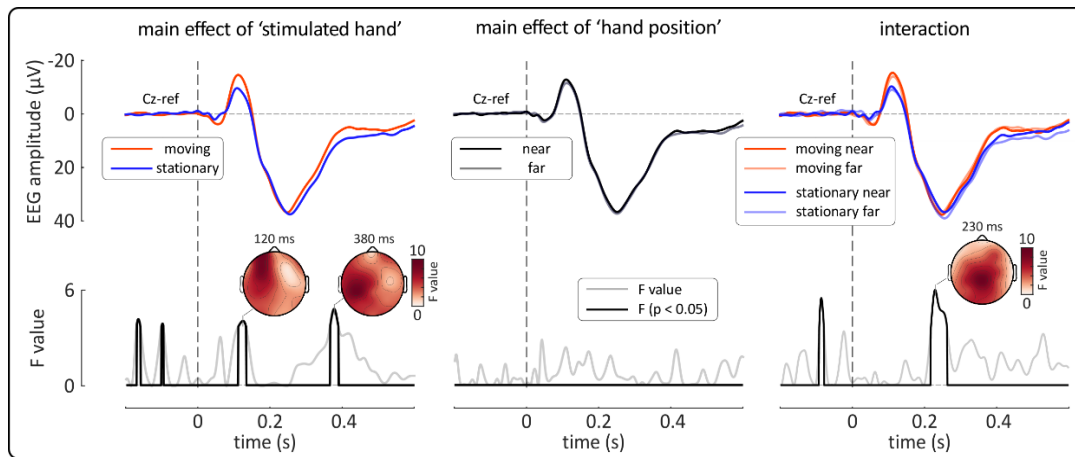 main effect of ‘stimulated hand’
main effect of ‘hand position’
interaction
EEG amplitude (µV)
-20
0
20
40
Cz-ref
moving
stationary
Cz-ref
near
far
Cz-ref
moving near
moving far
stationary near
stationary far
120 ms
380 ms
10
0
F value
230 ms
10
0
F value
F value
F (p < 0.05)
F value
6
0
0
0.2
0.4
time (s)
0
0.2
0.4
time (s)
0
0.2
0.4
time (s)